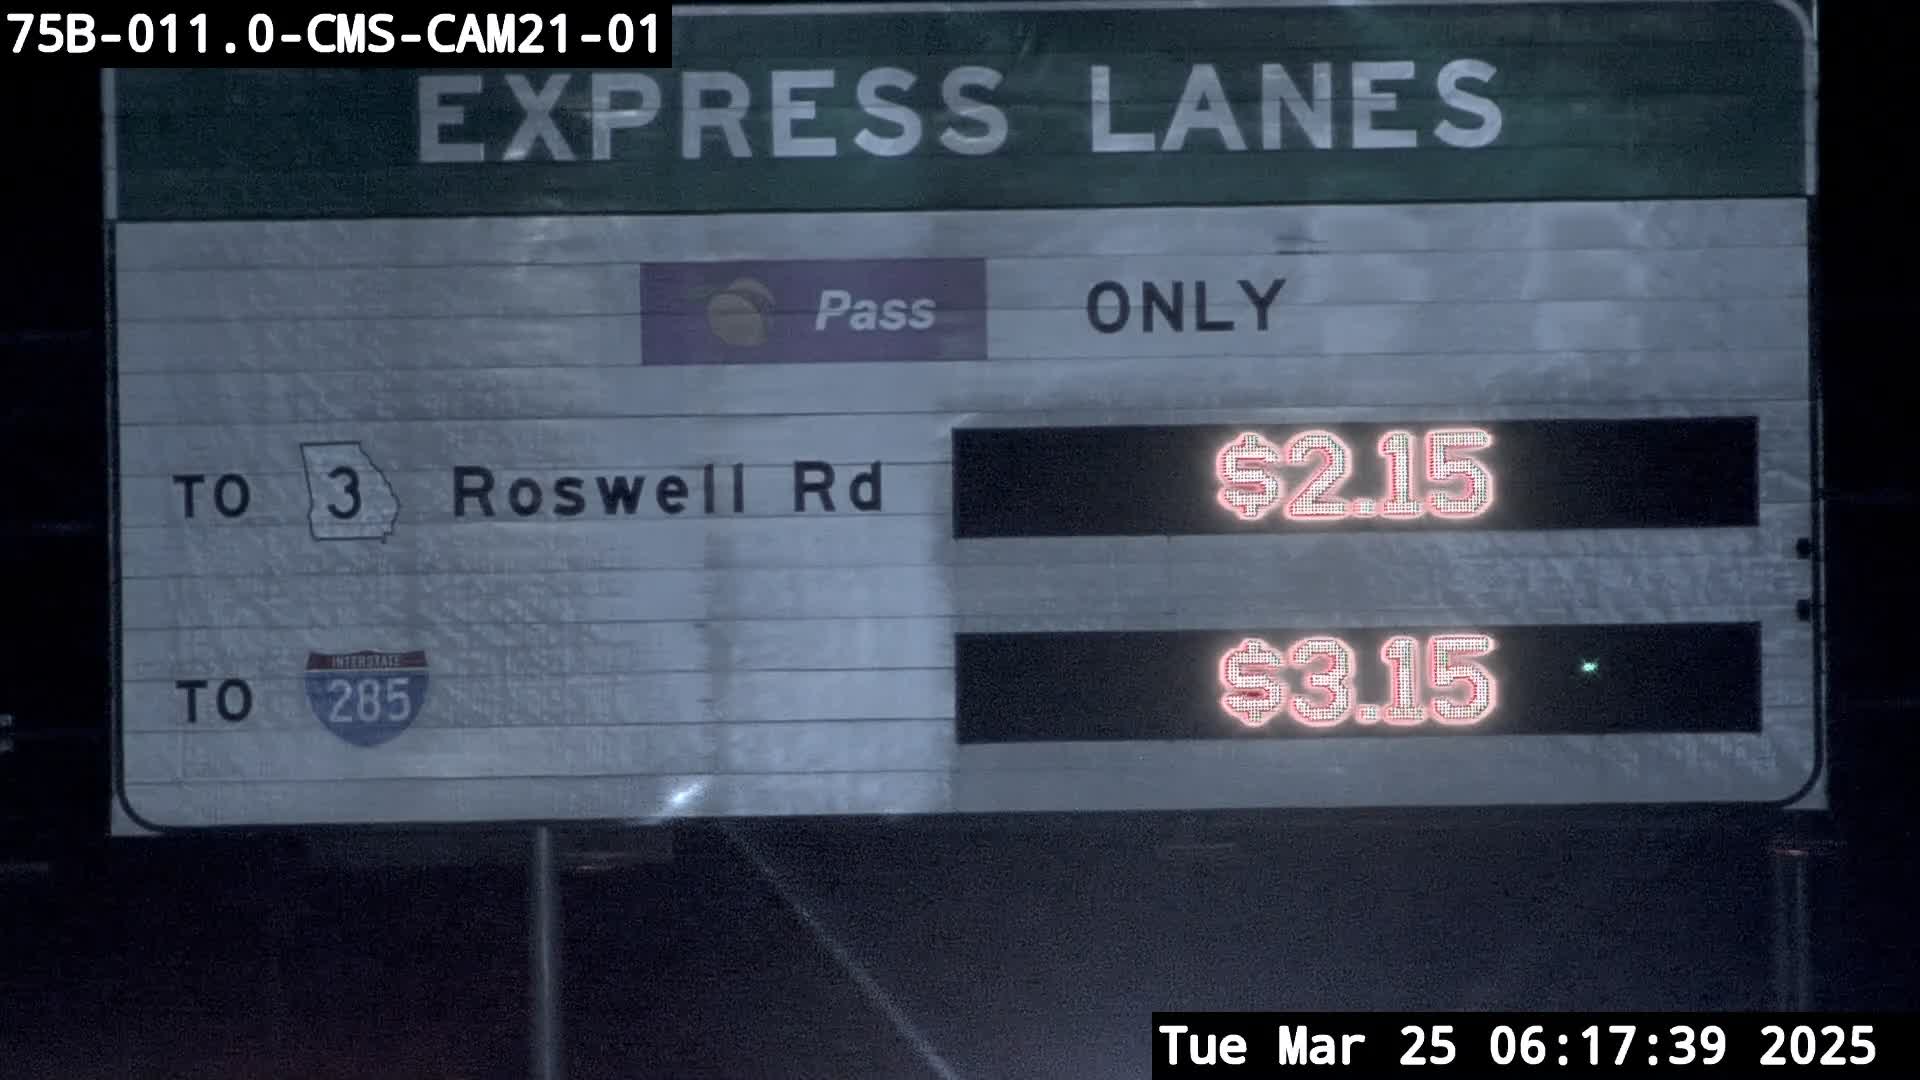 75B-011.0-CMS-CAM21-01
EXPRESS LANES
Pass ONLY
TO 3 Roswell Rd $2.15
TO INTERSTATE 285 $3.15
Tue Mar 25 06:17:39 2025